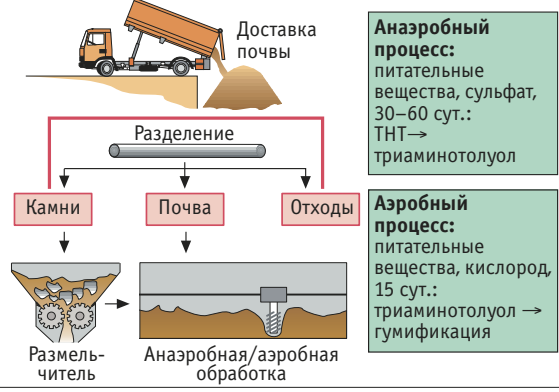 Доставка
почвы
Разделение
Камни
Почва
Отходы
Размель-
читель
Анаэробная/аэробная
обработка
Анаэробный
процесс:
питательные
вещества, сульфат,
30–60 сут.:
ТНТ→
триаминотолуол
Аэробный
процесс:
питательные
вещества, кислород,
15 сут.:
триаминотолуол →
гумификация